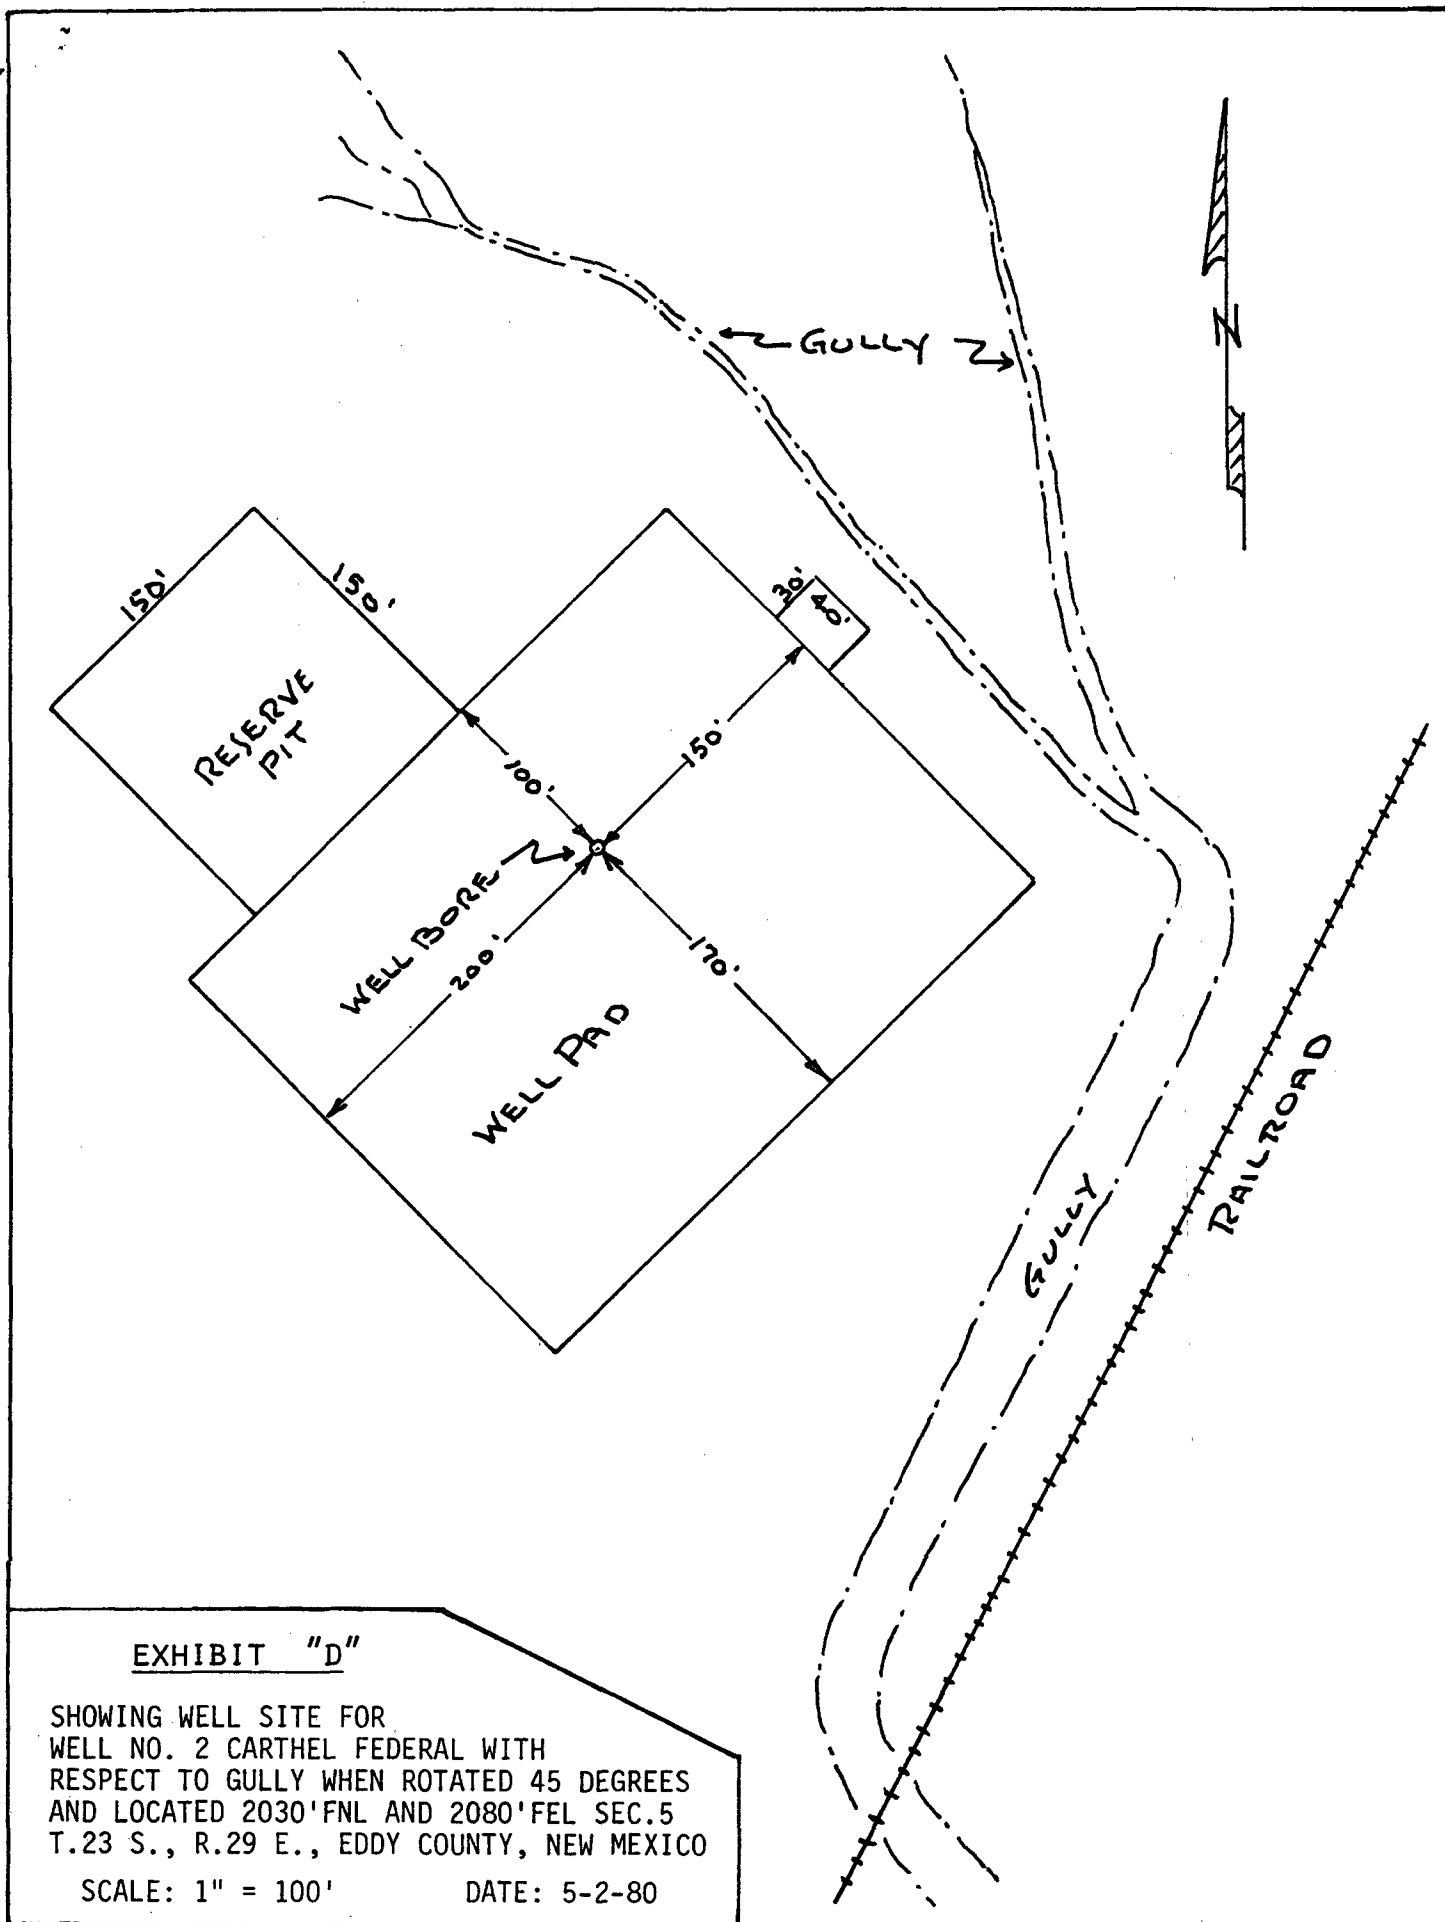 GULLY
N
150'
150'
30'
40'
RESERVE
PIT
100'
150'
WELL BORE
200'
170'
WELL PAD
GULLY
RAILROAD
EXHIBIT "D"
SHOWING WELL SITE FOR
WELL NO. 2 CARTHEL FEDERAL WITH
RESPECT TO GULLY WHEN ROTATED 45 DEGREES
AND LOCATED 2030'FNL AND 2080'FEL SEC.5
T.23 S., R.29 E., EDDY COUNTY, NEW MEXICO
SCALE: 1" = 100' DATE: 5-2-80